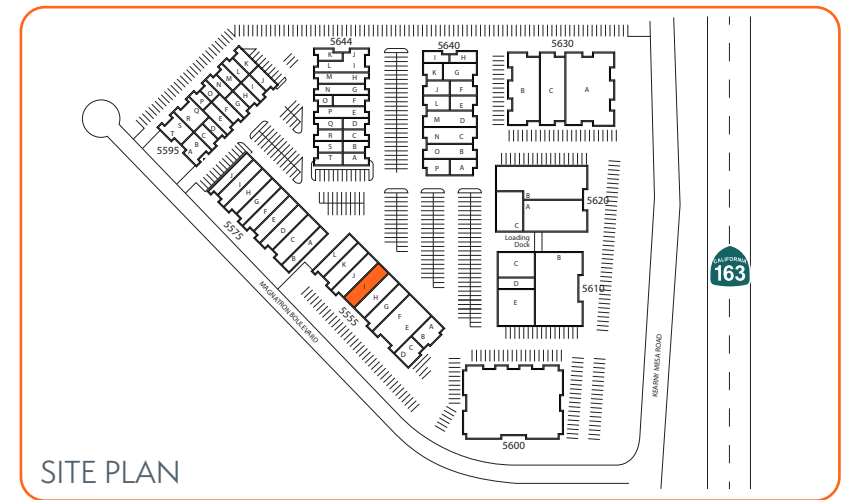 5644
K J
L I
M H
N G
O F
P E
Q D
R C
S B
T A
5640
I H
K G
J F
L E
M D
N C
O B
P A
5630
B C A
5595
K
L
M
N
O
P
Q
R
S
T
J
I
H
G
F
E
D
C
B
A
5575
J
I
H
G
F
E
D
C
A
B
5555
L
K
J
I
H
G
F
E
A
B
C
D
5620
B
A
C
Loading
Dock
5610
C B
D
E
5600
MAGNATRON BOULEVARD
KEARNY MESA ROAD
CALIFORNIA
163
SITE PLAN